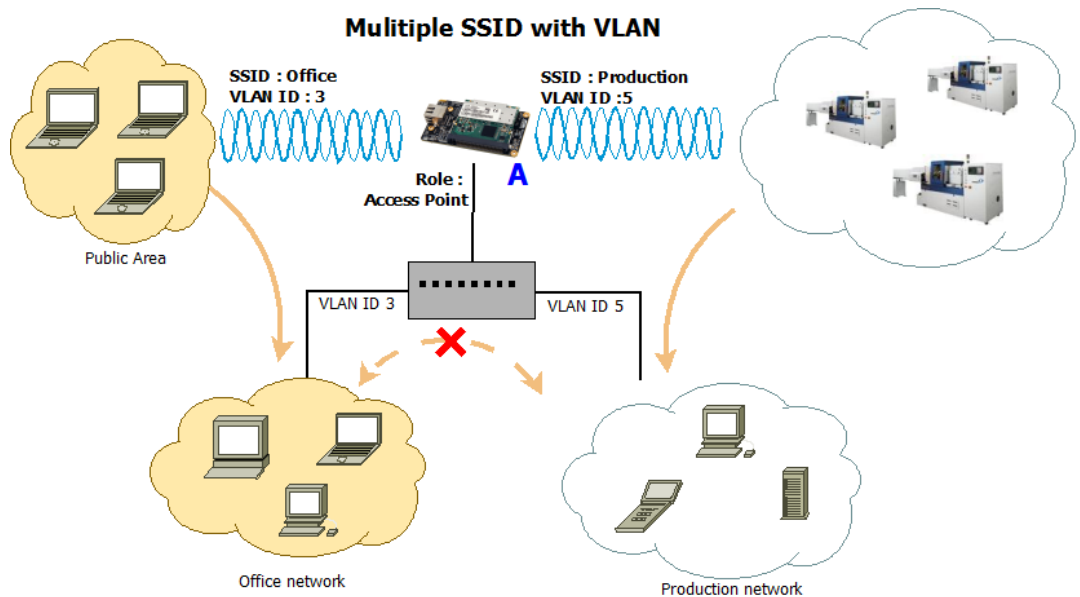 Mulitiple SSID with VLAN
SSID : Office
VLAN ID : 3
SSID : Production
VLAN ID :5
A
Role :
Access Point
Public Area
VLAN ID 3
VLAN ID 5
Office network
Production network